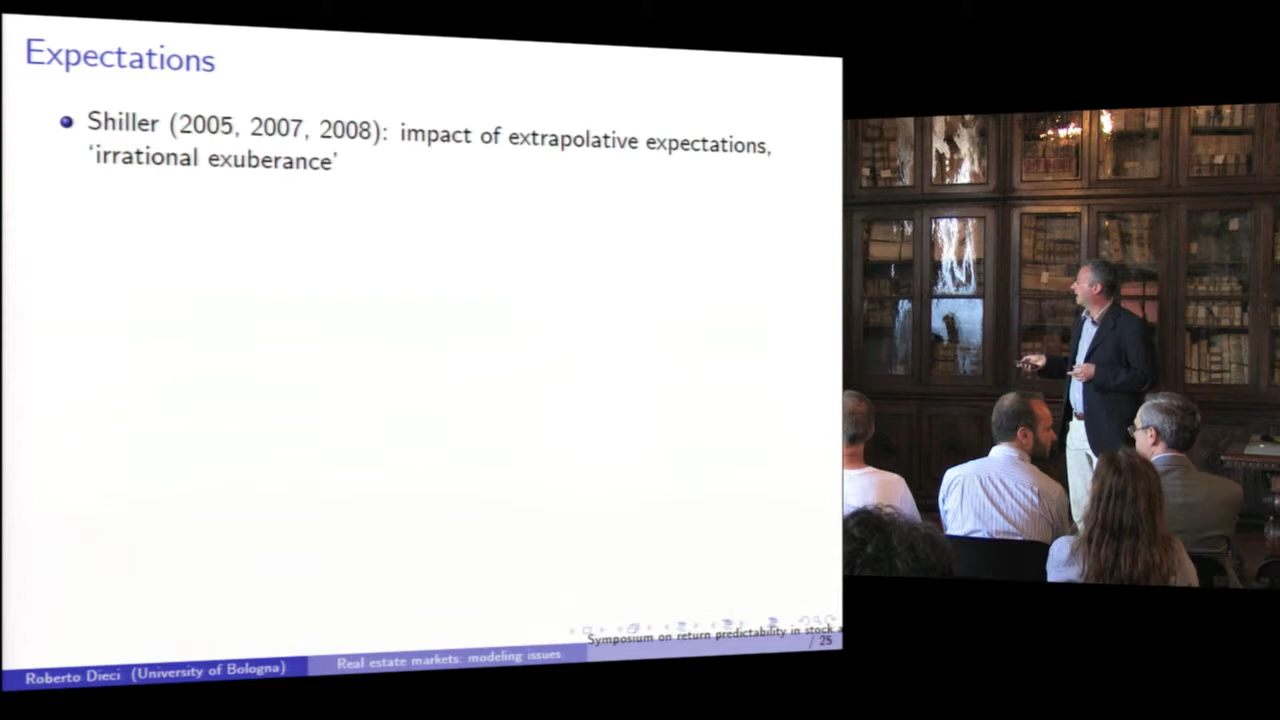 Expectations
Shiller (2005, 2007, 2008): impact of extrapolative expectations,
'irrational exuberance'
Symposium on return predictability in stock a
/ 25
Roberto Dieci (University of Bologna)
Real estate markets: modeling issues